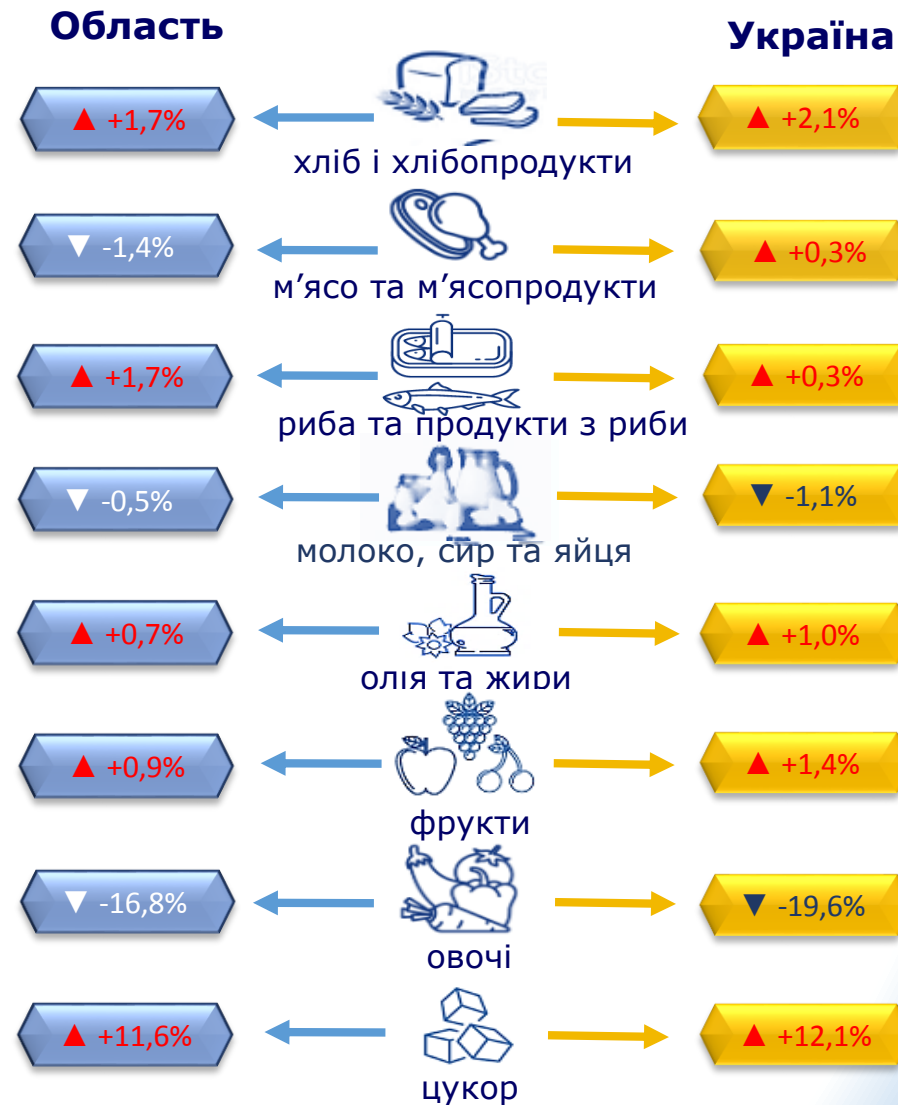 Область
Україна
▲ +1,7%
▲ +2,1%
хліб і хлібопродукти
▼ -1,4%
▲ +0,3%
м’ясо та м’ясопродукти
▲ +1,7%
▲ +0,3%
риба та продукти з риби
▼ -0,5%
▼ -1,1%
молоко, сир та яйця
▲ +0,7%
▲ +1,0%
олія та жири
▲ +0,9%
▲ +1,4%
фрукти
▼ -16,8%
▼ -19,6%
овочі
▲ +11,6%
▲ +12,1%
цукор